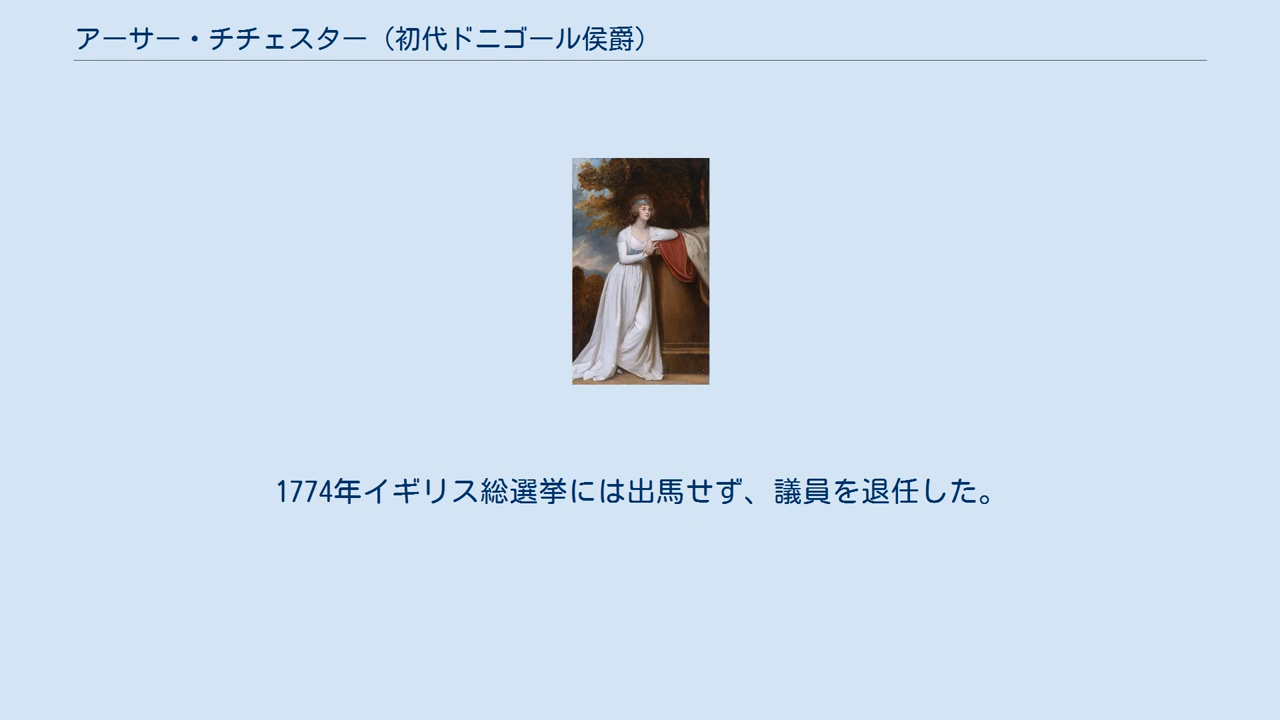 アーサー・チチェスター（初代ドニゴール侯爵）
1774年イギリス総選挙には出馬せず、議員を退任した。